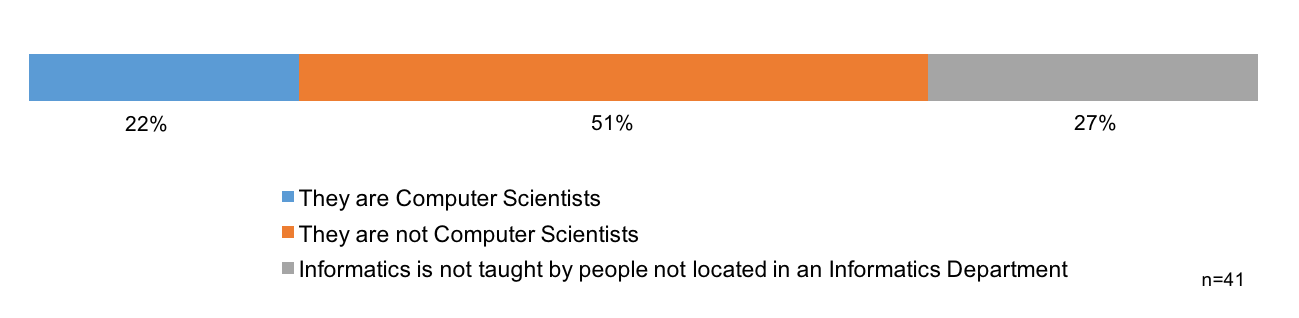 22% 51% 27%
They are Computer Scientists
They are not Computer Scientists
Informatics is not taught by people not located in an Informatics Department
n=41